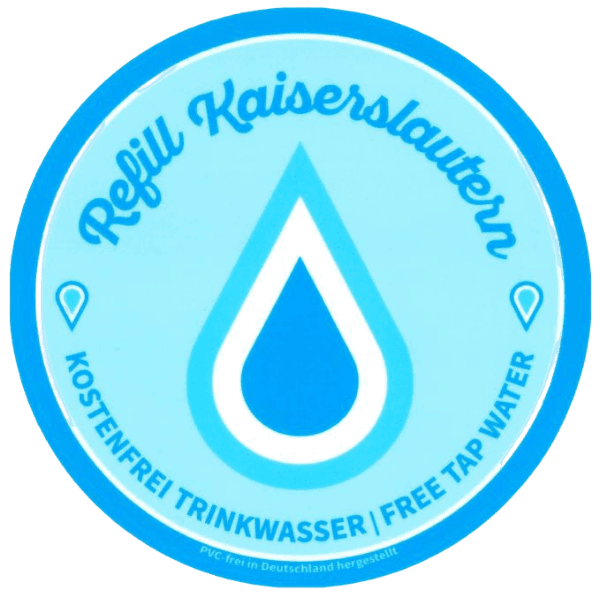 Refill Kaiserslautern
KOSTENFREI TRINKWASSER | FREE TAP WATER
PVC-frei in Deutschland hergestellt